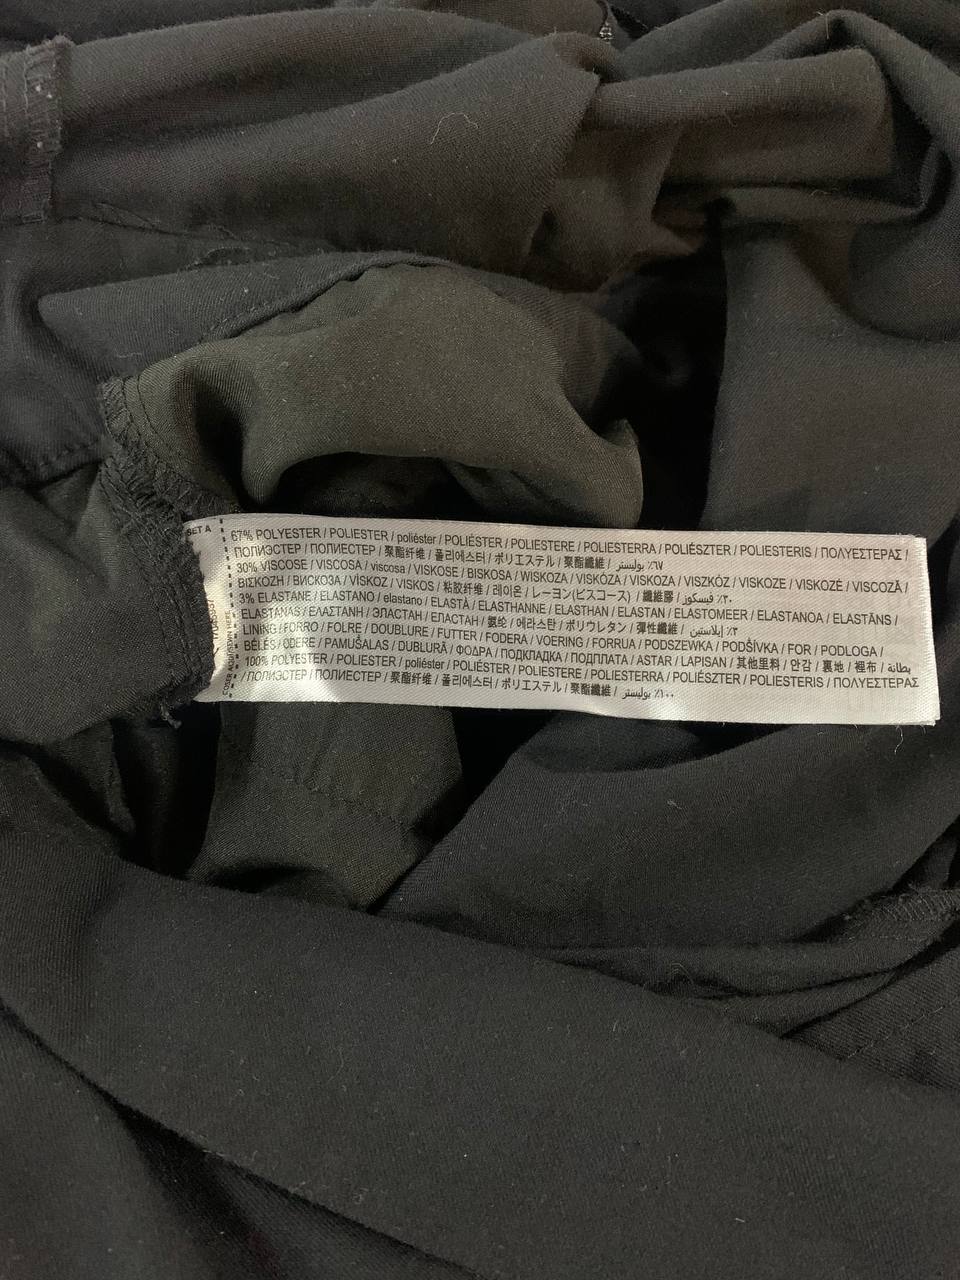 SET A
67% POLYESTER / POLIESTER / poliéster / POLIÉSTER / POLIESTERE / POLIESTERRA / POLIÉSZTER / POLIESTERIS / ΠΟΛΥΕΣΤΕΡΑΣ /
ПОЛИЭСТЕР / ПОЛИЕСТЕР / 聚酯纤维 / 폴리에스터 / ポリエステル / 聚酯纖維 / ٪٦٧ بوليستر
30% VISCOSE / VISCOSA / viscosa / VISKOSE / BISKOSA / WISKOZA / VISKÓZA / VISKOZA / VISZKÓZ / VISKOZE / VISKOZĖ / VISCOZĂ /
ΒΙΣΚΟΖΗ / ВИСКОЗА / VİSKOZ / VISKOS / 粘胶纤维 / 레이온 / レーヨン(ビスコース) / 纖維膠 / ٪٣٠ فيسكوز
3% ELASTANE / ELASTANO / elastano / ELASTÀ / ELASTHANNE / ELASTHAN / ELASTAN / ELASTOMEER / ELASTANOA / ELASTĀNS /
ELASTANAS / ΕΛΑΣΤΑΝΗ / ЭЛАСТАН / ЕЛАСТАН / 氨纶 / 에라스탄 / ポリウレタン / 彈性纖維 / ٪٣ إيلاستين
LINING / FORRO / FOLRE / DOUBLURE / FUTTER / FODERA / VOERING / FORRUA / PODSZEWKA / PODŠÍVKA / FOR / PODLOGA /
BÉLÉS / ODERE / PAMUŠALAS / DUBLURĂ / ΦΟΔΡΑ / ПОДКЛАДКА / ПОДПЛАТА / ASTAR / LAPISAN / 其他里料 / 안감 / 裏地 / 裡布 / بطانة
100% POLYESTER / POLIESTER / poliéster / POLIÉSTER / POLIESTERE / POLIESTERRA / POLIÉSZTER / POLIESTERIS / ΠΟΛΥΕΣΤΕΡΑΣ
/ ПОЛИЭСТЕР / ПОЛИЕСТЕР / 聚酯纤维 / 폴리에스터 / ポリエステル / 聚酯纖維 / ٪١٠٠ بوليستر